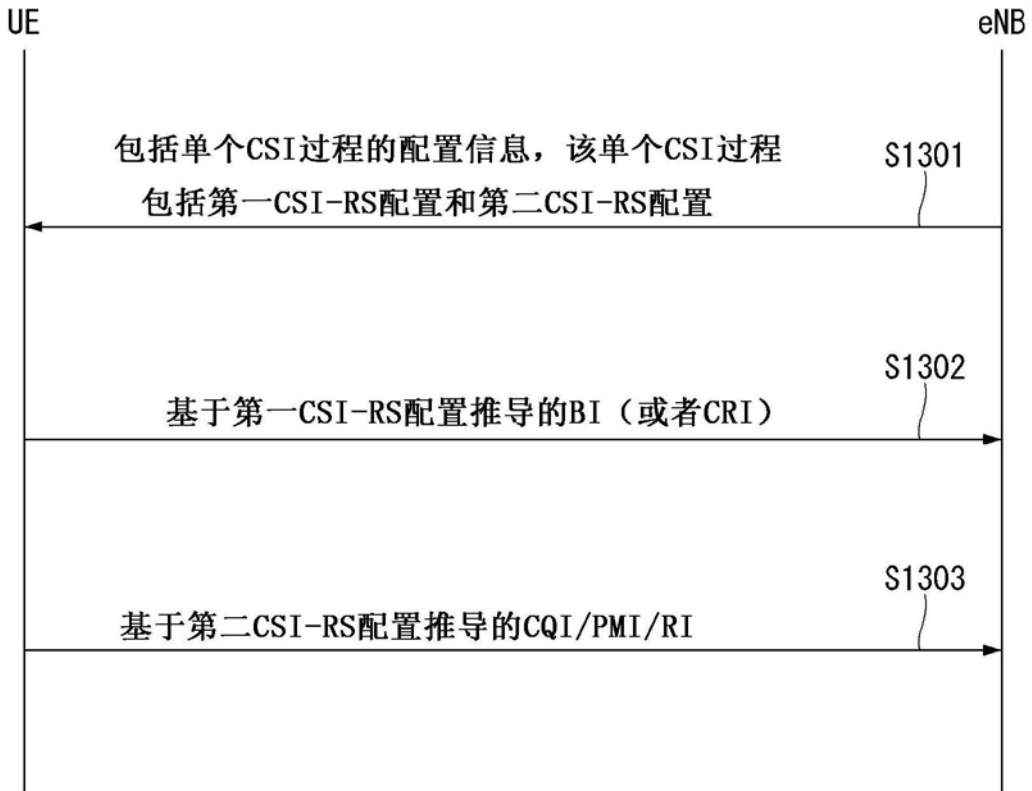 UE
eNB
包括单个CSI过程的配置信息，该单个CSI过程
包括第一CSI-RS配置和第二CSI-RS配置
S1301
S1302
基于第一CSI-RS配置推导的BI（或者CRI）
S1303
基于第二CSI-RS配置推导的CQI/PMI/RI